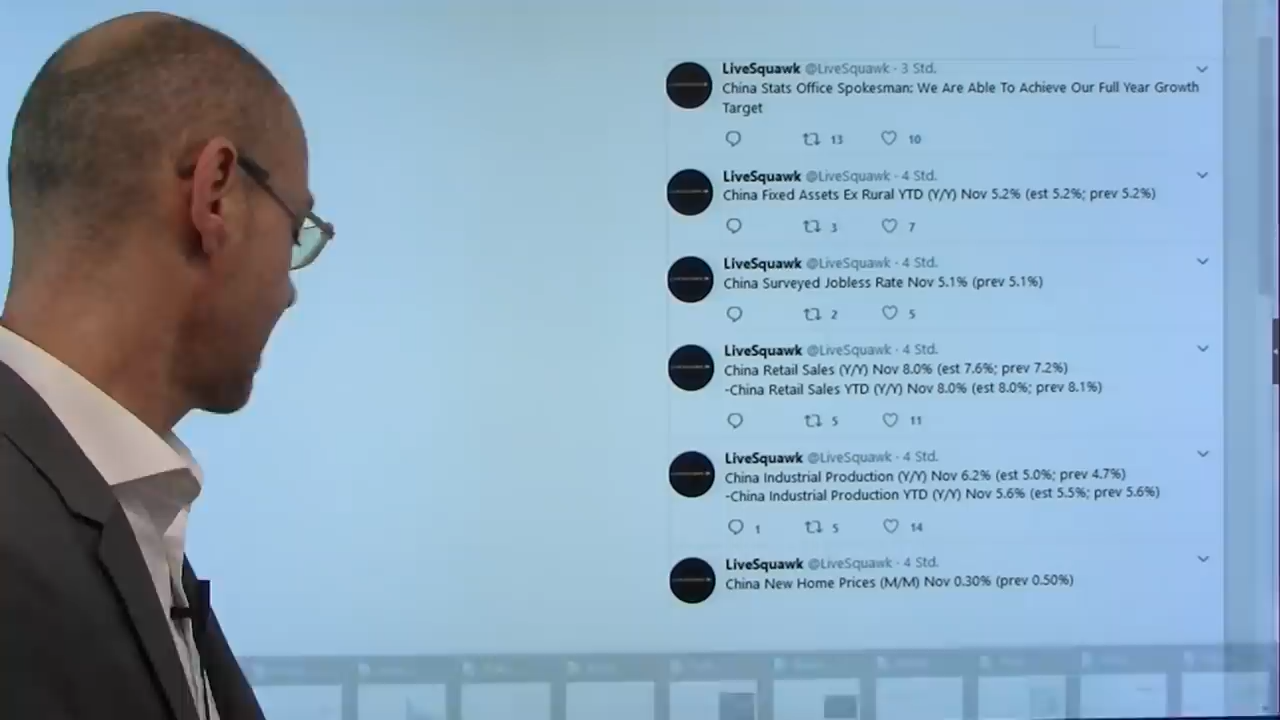 LiveSquawk @LiveSquawk · 3 Std.
China Stats Office Spokesman: We Are Able To Achieve Our Full Year Growth
Target
13 10
LiveSquawk @LiveSquawk · 4 Std.
China Fixed Assets Ex Rural YTD (Y/Y) Nov 5.2% (est 5.2%; prev 5.2%)
3 7
LiveSquawk @LiveSquawk · 4 Std.
China Surveyed Jobless Rate Nov 5.1% (prev 5.1%)
2 5
LiveSquawk @LiveSquawk · 4 Std.
China Retail Sales (Y/Y) Nov 8.0% (est 7.6%; prev 7.2%)
-China Retail Sales YTD (Y/Y) Nov 8.0% (est 8.0%; prev 8.1%)
5 11
LiveSquawk @LiveSquawk · 4 Std.
China Industrial Production (Y/Y) Nov 6.2% (est 5.0%; prev 4.7%)
-China Industrial Production YTD (Y/Y) Nov 5.6% (est 5.5%; prev 5.6%)
1 5 14
LiveSquawk @LiveSquawk · 4 Std.
China New Home Prices (M/M) Nov 0.30% (prev 0.50%)